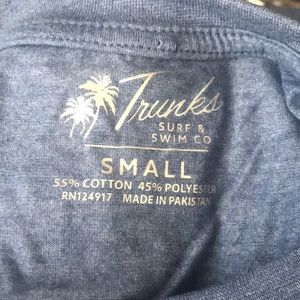 Trunks
SURF &
SWIM CO
SMALL
55% COTTON 45% POLYESTER
RN124917 MADE IN PAKISTAN